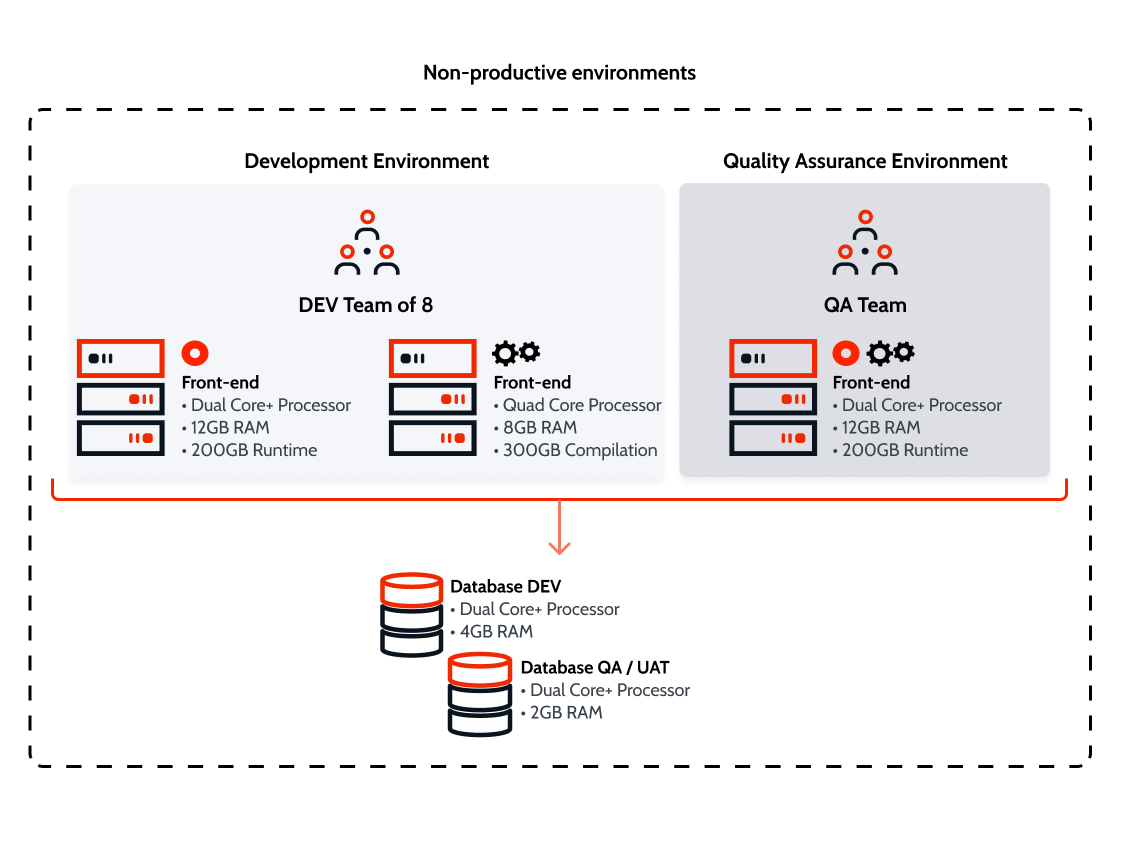 Non-productive environments
Development Environment
DEV Team of 8
Front-end
• Dual Core+ Processor
• 12GB RAM
• 200GB Runtime
Front-end
• Quad Core Processor
• 8GB RAM
• 300GB Compilation
Quality Assurance Environment
QA Team
Front-end
• Dual Core+ Processor
• 12GB RAM
• 200GB Runtime
Database DEV
• Dual Core+ Processor
• 4GB RAM
Database QA / UAT
• Dual Core+ Processor
• 2GB RAM